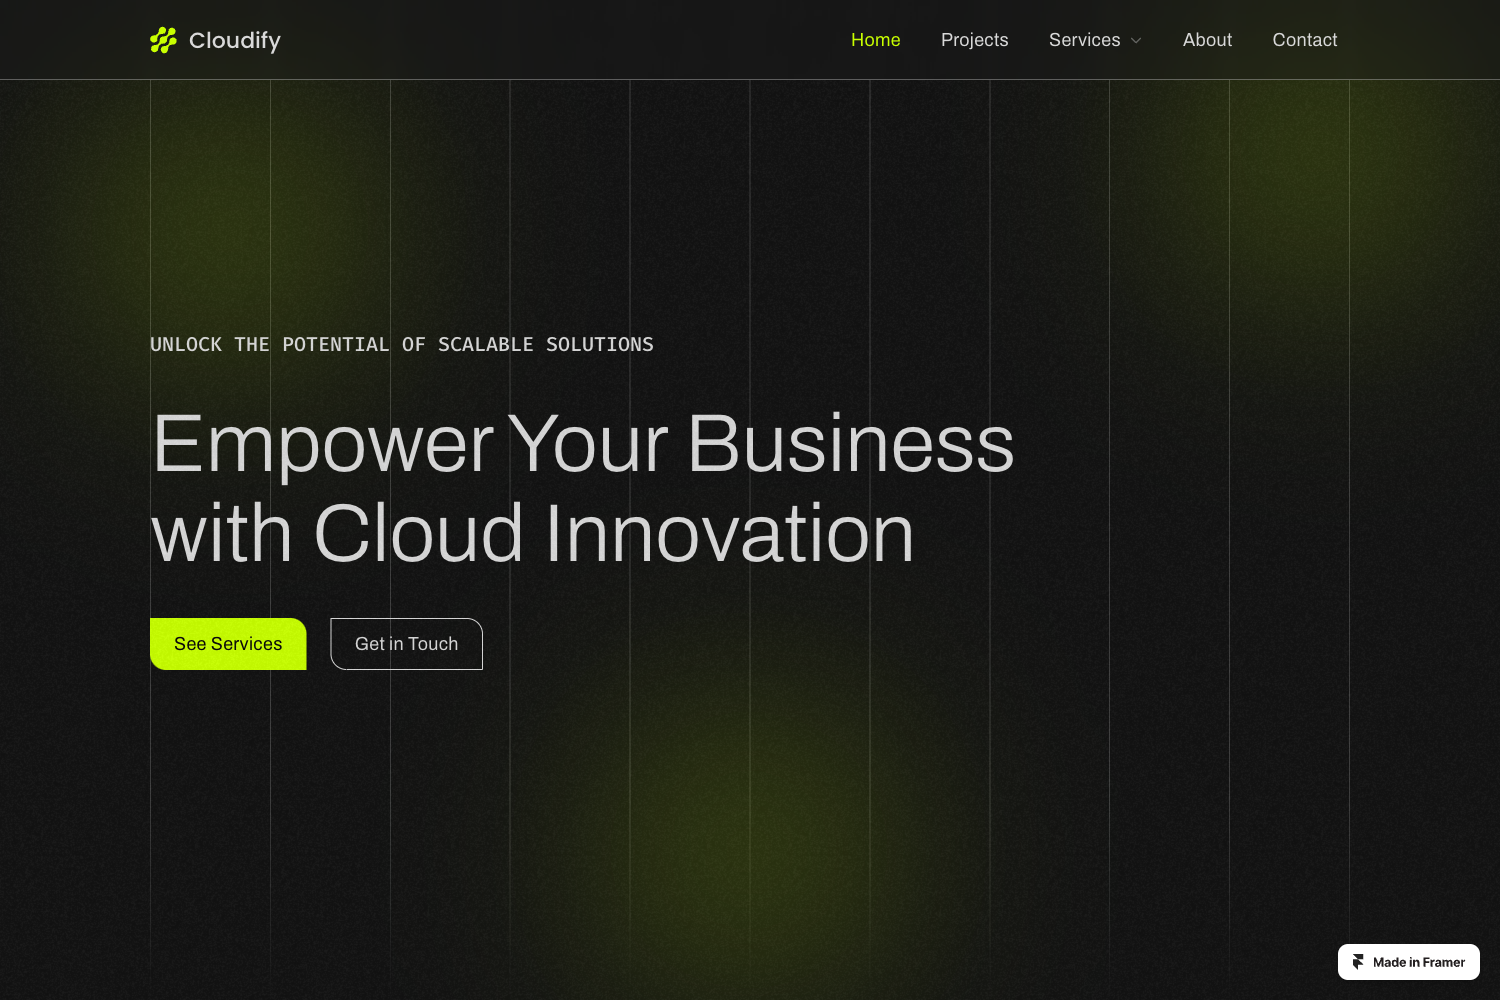 Cloudify
Home Projects Services About Contact
UNLOCK THE POTENTIAL OF SCALABLE SOLUTIONS
Empower Your Business
with Cloud Innovation
See Services Get in Touch
Made in Framer